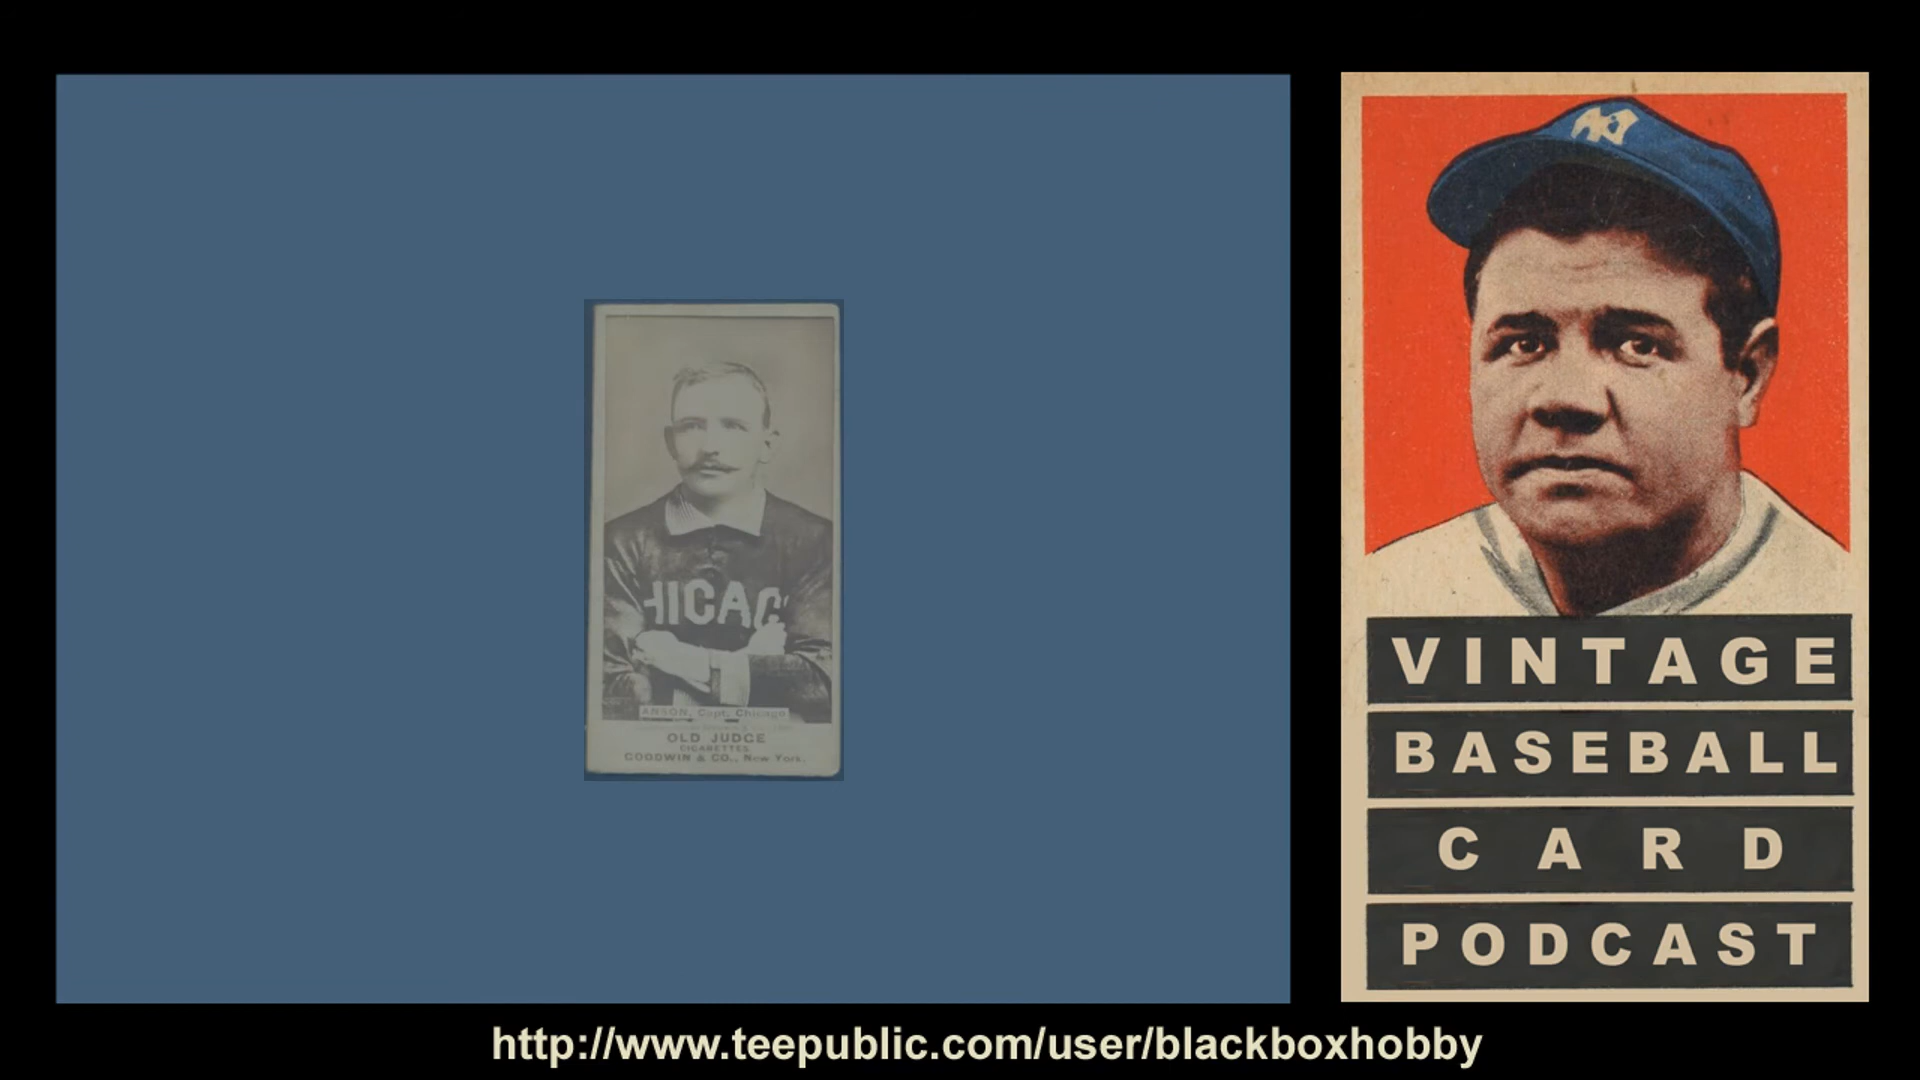 HICAG
ANSON, Capt, Chicago
OLD JUDGE
CIGARETTES
GOODWIN & CO., New York.
NY
VINTAGE
BASEBALL
CARD
PODCAST
http://www.teepublic.com/user/blackboxhobby